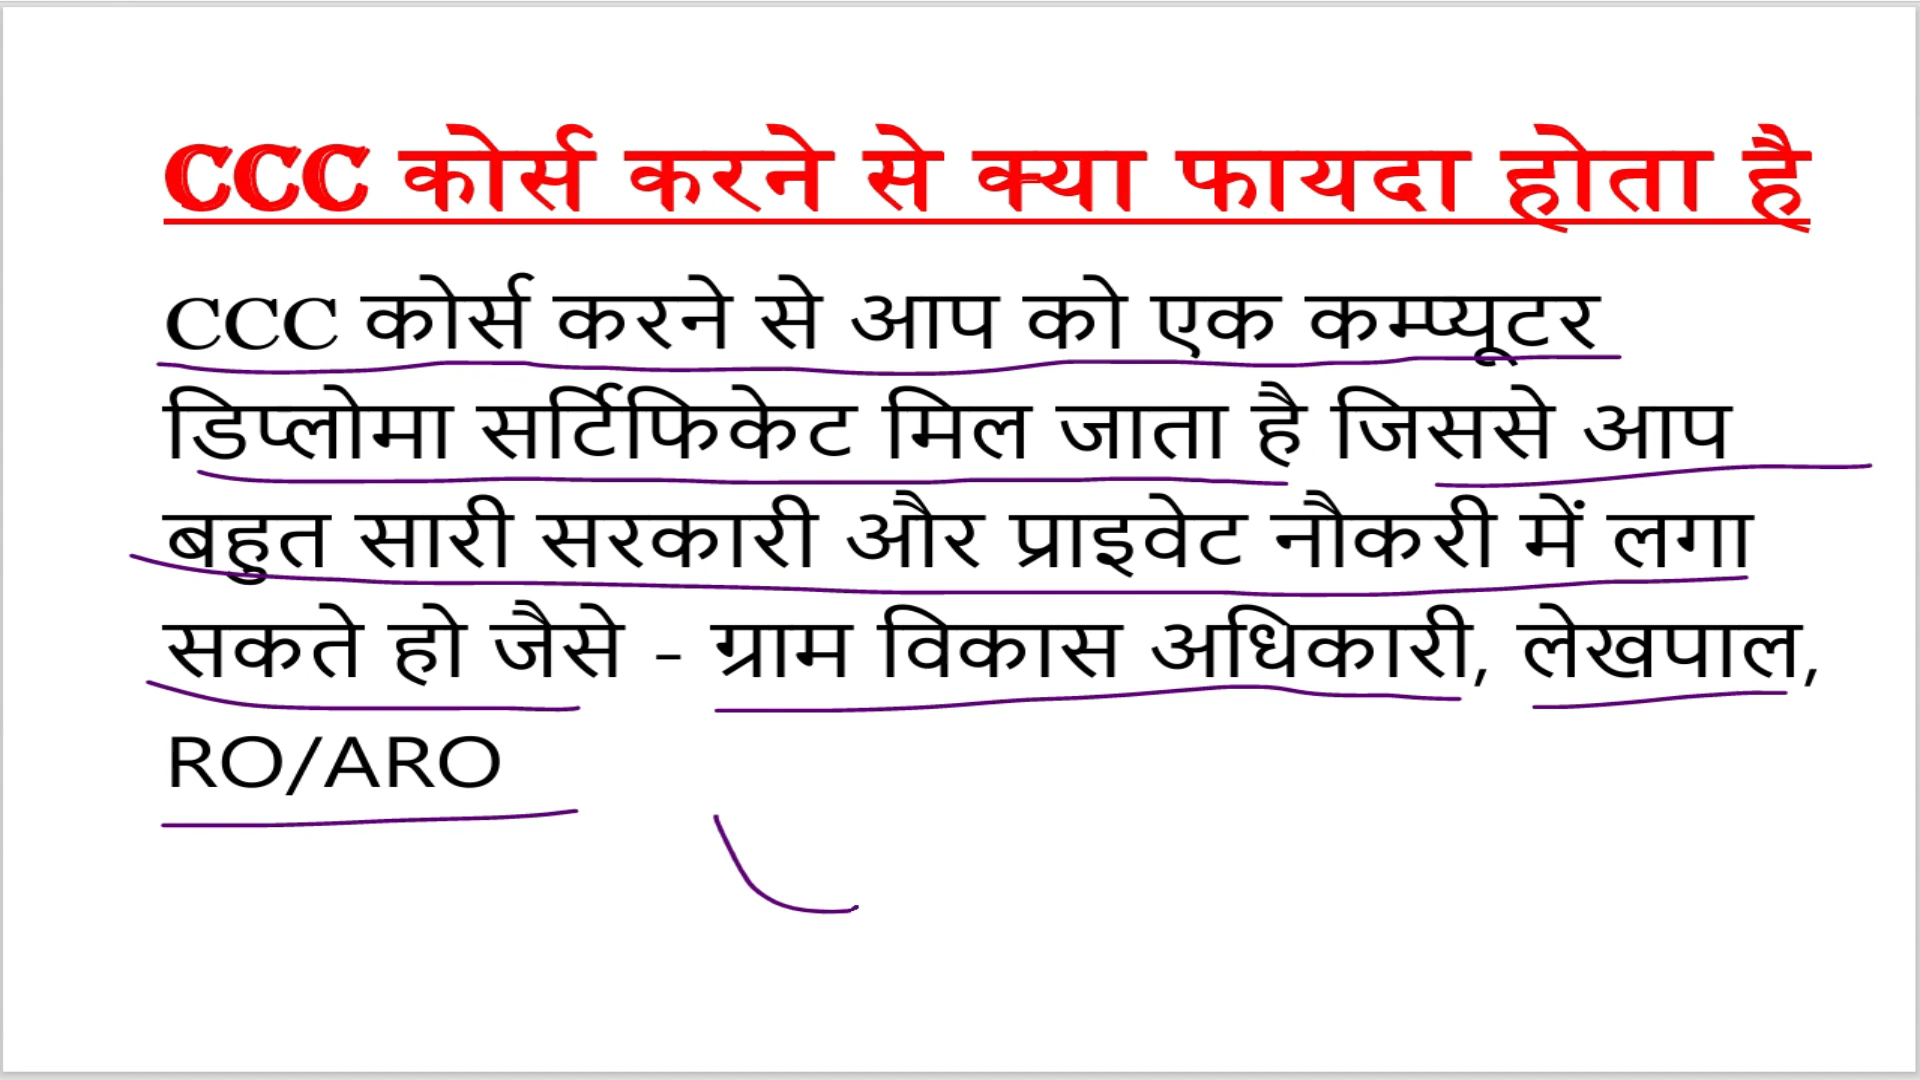 CCC कोर्स करने से क्या फायदा होता है
CCC कोर्स करने से आप को एक कम्प्यूटर
डिप्लोमा सर्टिफिकेट मिल जाता है जिससे आप
बहुत सारी सरकारी और प्राइवेट नौकरी में लगा
सकते हो जैसे - ग्राम विकास अधिकारी, लेखपाल,
RO/ARO